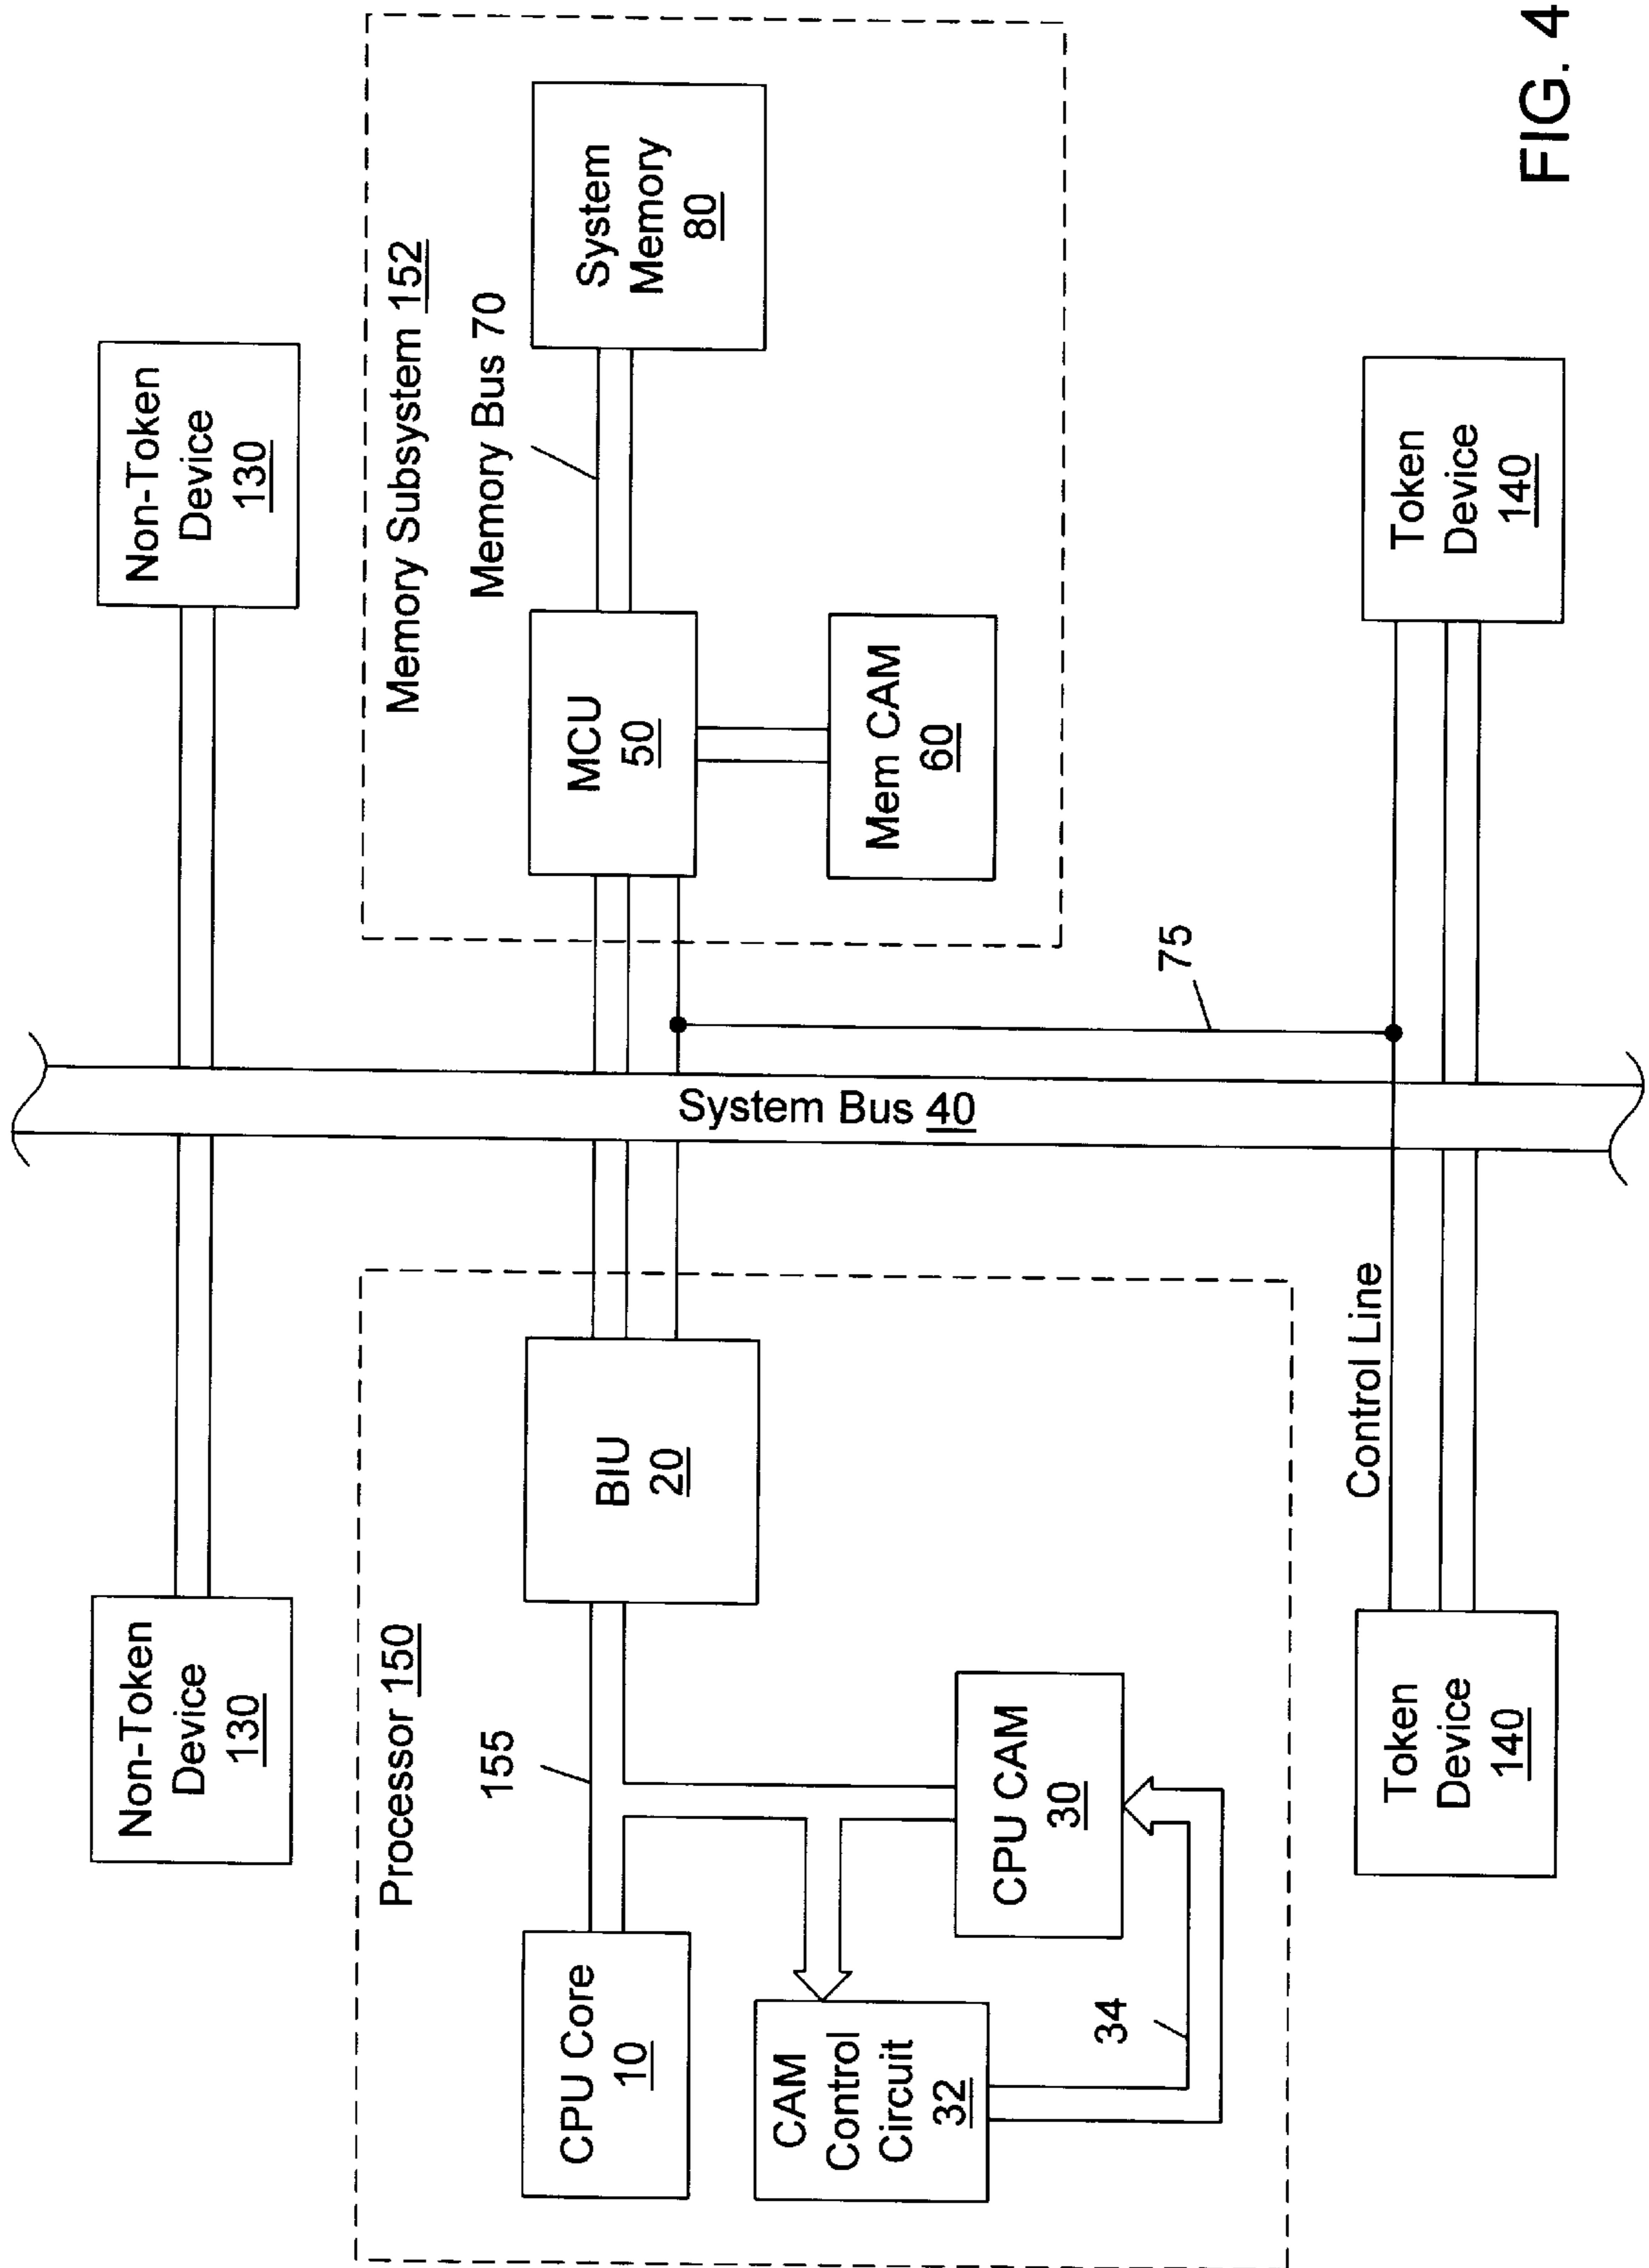 Non-Token
Device
130
Non-Token
Device
130
Processor 150
155
CPU Core
10
BIU
20
CAM
Control
Circuit
32
CPU CAM
30
34
System Bus 40
Memory Subsystem 152
Memory Bus 70
MCU
50
System
Memory
80
Mem CAM
60
75
Control Line
Token
Device
140
Token
Device
140
FIG. 4